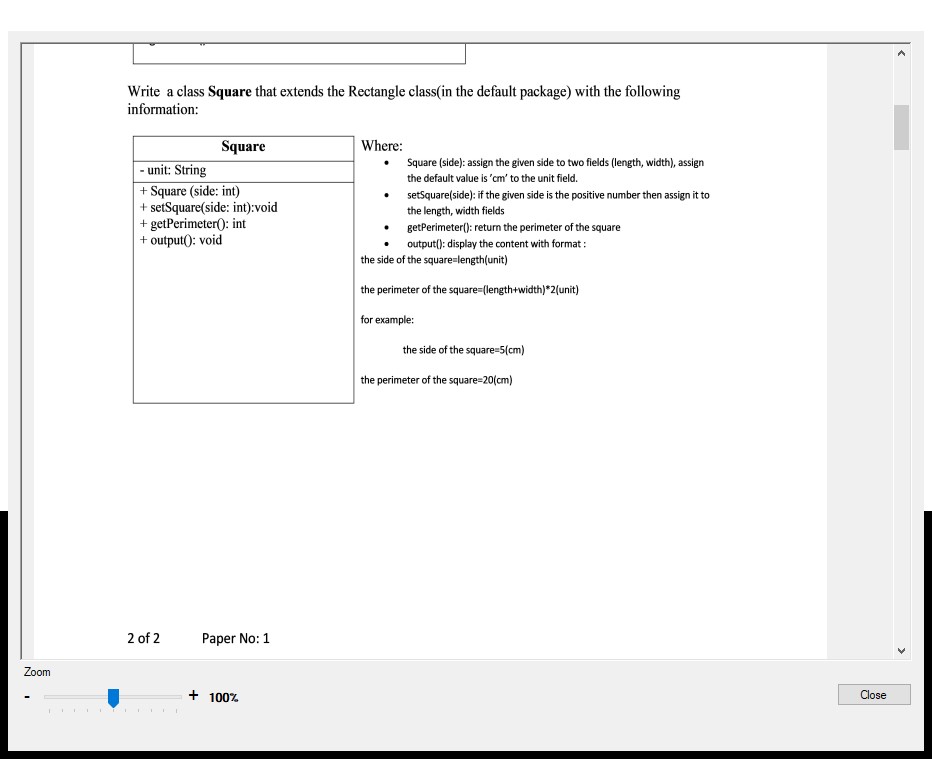 Write a class Square that extends the Rectangle class(in the default package) with the following
information:
Square
- unit: String
+ Square (side: int)
+ setSquare(side: int):void
+ getPerimeter(): int
+ output(): void
Where:
• Square (side): assign the given side to two fields (length, width), assign
the default value is 'cm' to the unit field.
• setSquare(side): if the given side is the positive number then assign it to
the length, width fields
• getPerimeter(): return the perimeter of the square
• output(): display the content with format :
the side of the square=length(unit)
the perimeter of the square=(length+width)*2(unit)
for example:
the side of the square=5(cm)
the perimeter of the square=20(cm)
2 of 2 Paper No: 1
Zoom
- + 100%
Close